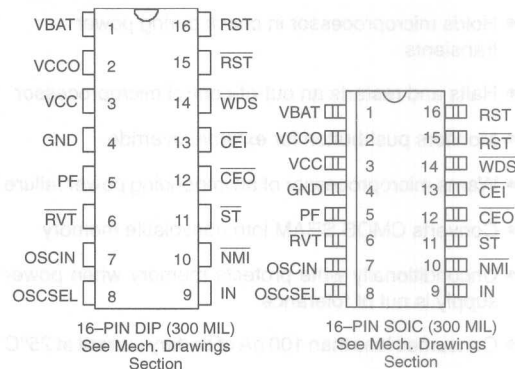 VBAT 1 16 RST
VCCO 2 15 RST
VCC 3 14 WDS
GND 4 13 CEI
PF 5 12 CEO
RVT 6 11 ST
OSCIN 7 10 NMI
OSCSEL 8 9 IN
16–PIN DIP (300 MIL)
See Mech. Drawings
Section
VBAT 1 16 RST
VCCO 2 15 RST
VCC 3 14 WDS
GND 4 13 CEI
PF 5 12 CEO
RVT 6 11 ST
OSCIN 7 10 NMI
OSCSEL 8 9 IN
16–PIN SOIC (300 MIL)
See Mech. Drawings
Section